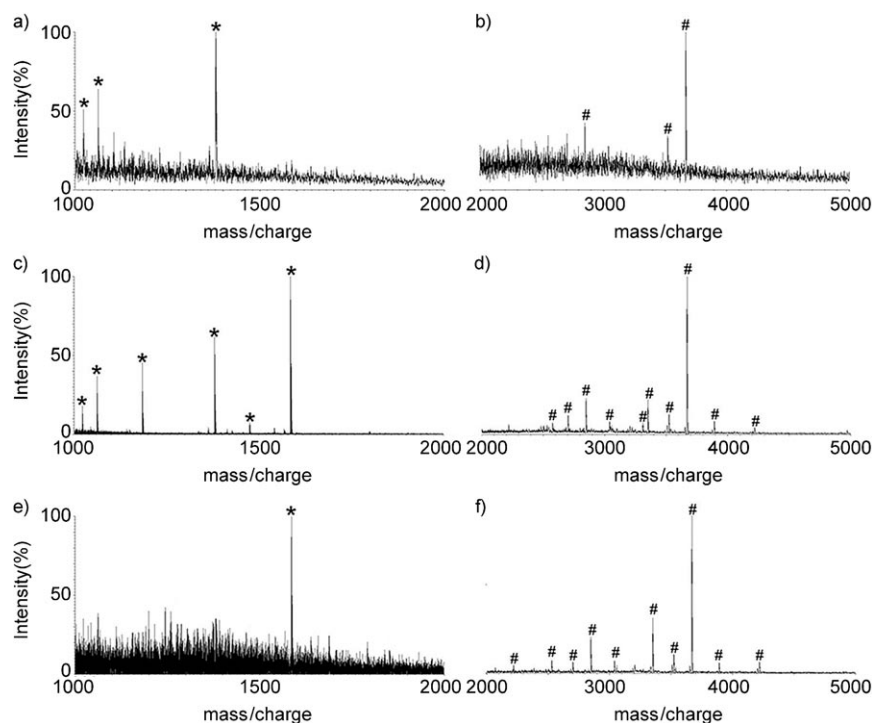 a)
Intensity(%)
100
50
0
* * *
1000 1500 2000
mass/charge
b)
# # #
2000 3000 4000 5000
mass/charge
c)
Intensity(%)
100
50
0
* * * * * *
1000 1500 2000
mass/charge
d)
# # # # # # # # # #
2000 3000 4000 5000
mass/charge
e)
Intensity(%)
100
50
0
*
1000 1500 2000
mass/charge
f)
# # # # # # # # # #
2000 3000 4000 5000
mass/charge